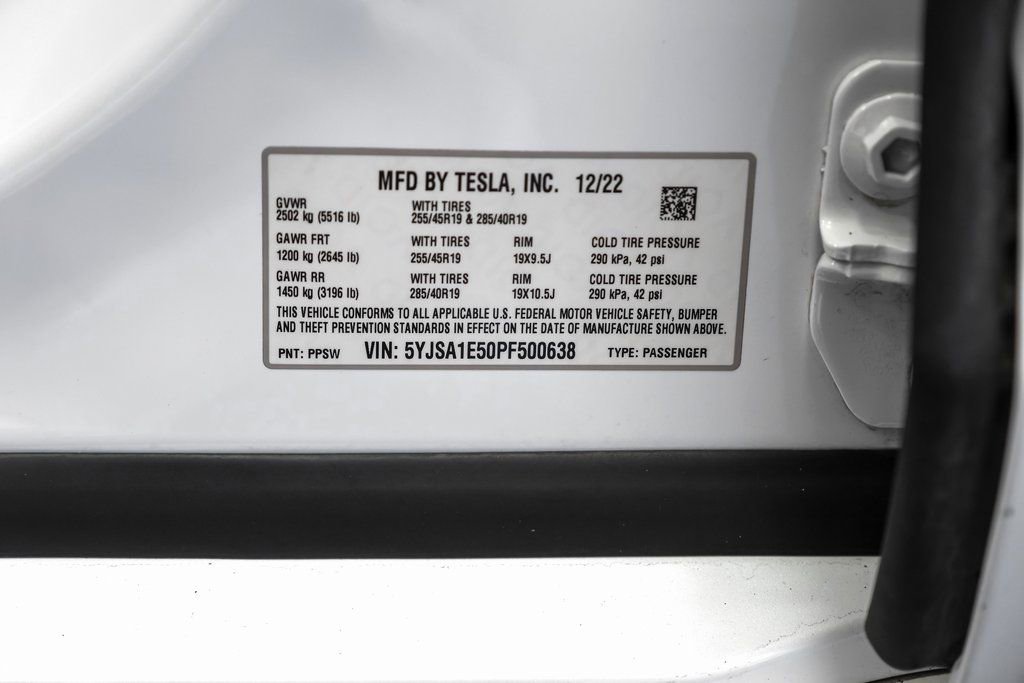 MFD BY TESLA, INC. 12/22
GVWR WITH TIRES
2502 kg (5516 lb) 255/45R19 & 285/40R19
GAWR FRT WITH TIRES RIM COLD TIRE PRESSURE
1200 kg (2645 lb) 255/45R19 19X9.5J 290 kPa, 42 psi
GAWR RR WITH TIRES RIM COLD TIRE PRESSURE
1450 kg (3196 lb) 285/40R19 19X10.5J 290 kPa, 42 psi
THIS VEHICLE CONFORMS TO ALL APPLICABLE U.S. FEDERAL MOTOR VEHICLE SAFETY, BUMPER
AND THEFT PREVENTION STANDARDS IN EFFECT ON THE DATE OF MANUFACTURE SHOWN ABOVE.
PNT: PPSW VIN: 5YJSA1E50PF500638 TYPE: PASSENGER